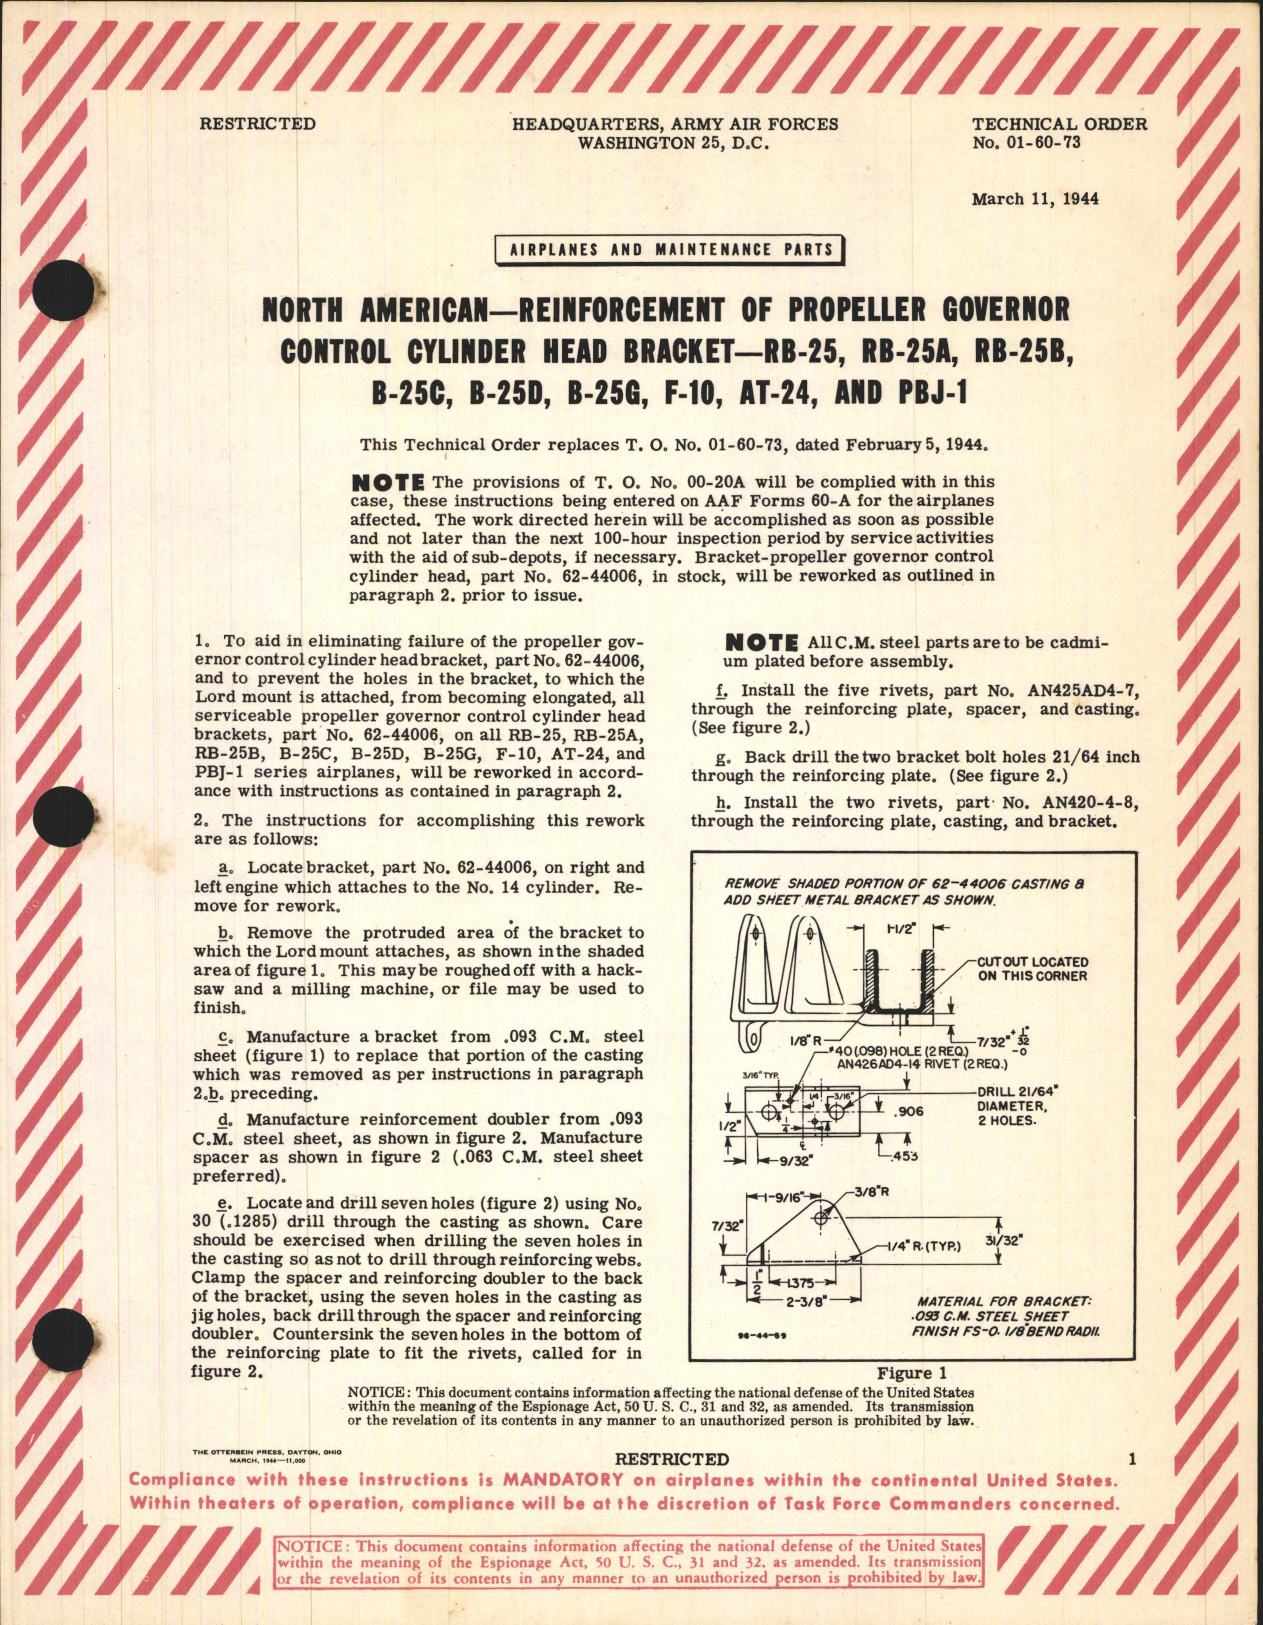 RESTRICTED
HEADQUARTERS, ARMY AIR FORCES
WASHINGTON 25, D.C.
TECHNICAL ORDER
No. 01-60-73
March 11, 1944
AIRPLANES AND MAINTENANCE PARTS
NORTH AMERICAN—REINFORCEMENT OF PROPELLER GOVERNOR
CONTROL CYLINDER HEAD BRACKET—RB-25, RB-25A, RB-25B,
B-25C, B-25D, B-25G, F-10, AT-24, AND PBJ-1
This Technical Order replaces T. O. No. 01-60-73, dated February 5, 1944.
NOTE The provisions of T. O. No. 00-20A will be complied with in this
case, these instructions being entered on AAF Forms 60-A for the airplanes
affected. The work directed herein will be accomplished as soon as possible
and not later than the next 100-hour inspection period by service activities
with the aid of sub-depots, if necessary. Bracket-propeller governor control
cylinder head, part No. 62-44006, in stock, will be reworked as outlined in
paragraph 2. prior to issue.
1. To aid in eliminating failure of the propeller gov-
ernor control cylinder head bracket, part No. 62-44006,
and to prevent the holes in the bracket, to which the
Lord mount is attached, from becoming elongated, all
serviceable propeller governor control cylinder head
brackets, part No. 62-44006, on all RB-25, RB-25A,
RB-25B, B-25C, B-25D, B-25G, F-10, AT-24, and
PBJ-1 series airplanes, will be reworked in accord-
ance with instructions as contained in paragraph 2.
2. The instructions for accomplishing this rework
are as follows:
a. Locate bracket, part No. 62-44006, on right and
left engine which attaches to the No. 14 cylinder. Re-
move for rework.
b. Remove the protruded area of the bracket to
which the Lord mount attaches, as shown in the shaded
area of figure 1. This may be roughed off with a hack-
saw and a milling machine, or file may be used to
finish.
c. Manufacture a bracket from .093 C.M. steel
sheet (figure 1) to replace that portion of the casting
which was removed as per instructions in paragraph
2.b. preceding.
d. Manufacture reinforcement doubler from .093
C.M. steel sheet, as shown in figure 2. Manufacture
spacer as shown in figure 2 (.063 C.M. steel sheet
preferred).
e. Locate and drill seven holes (figure 2) using No.
30 (.1285) drill through the casting as shown. Care
should be exercised when drilling the seven holes in
the casting so as not to drill through reinforcing webs.
Clamp the spacer and reinforcing doubler to the back
of the bracket, using the seven holes in the casting as
jig holes, back drill through the spacer and reinforcing
doubler. Countersink the seven holes in the bottom of
the reinforcing plate to fit the rivets, called for in
figure 2.
NOTE All C.M. steel parts are to be cadmi-
um plated before assembly.
f. Install the five rivets, part No. AN425AD4-7,
through the reinforcing plate, spacer, and casting.
(See figure 2.)
g. Back drill the two bracket bolt holes 21/64 inch
through the reinforcing plate. (See figure 2.)
h. Install the two rivets, part No. AN420-4-8,
through the reinforcing plate, casting, and bracket.
REMOVE SHADED PORTION OF 62-44006 CASTING &
ADD SHEET METAL BRACKET AS SHOWN.
1-1/2"
CUTOUT LOCATED
ON THIS CORNER
1/8" R
7/32" + 1/32" -0
#40 (.098) HOLE (2 REQ.)
AN426AD4-14 RIVET (2 REQ.)
3/16" TYP.
1/4
3/16"
DRILL 21/64"
DIAMETER,
2 HOLES.
.906
1/2"
1/4
℄
9/32"
.453
1-9/16"
3/8"R
7/32"
1/4" R. (TYP.)
31/32"
1/2"
1.375
2-3/8"
MATERIAL FOR BRACKET:
.093 C.M. STEEL SHEET
FINISH FS-O. 1/8" BEND RADII.
96-44-59
Figure 1
NOTICE: This document contains information affecting the national defense of the United States
within the meaning of the Espionage Act, 50 U. S. C., 31 and 32, as amended. Its transmission
or the revelation of its contents in any manner to an unauthorized person is prohibited by law.
THE OTTERBEIN PRESS, DAYTON, OHIO
MARCH, 1944—11,000
RESTRICTED
1
Compliance with these instructions is MANDATORY on airplanes within the continental United States.
Within theaters of operation, compliance will be at the discretion of Task Force Commanders concerned.
NOTICE: This document contains information affecting the national defense of the United States
within the meaning of the Espionage Act, 50 U. S. C., 31 and 32, as amended. Its transmission
or the revelation of its contents in any manner to an unauthorized person is prohibited by law.